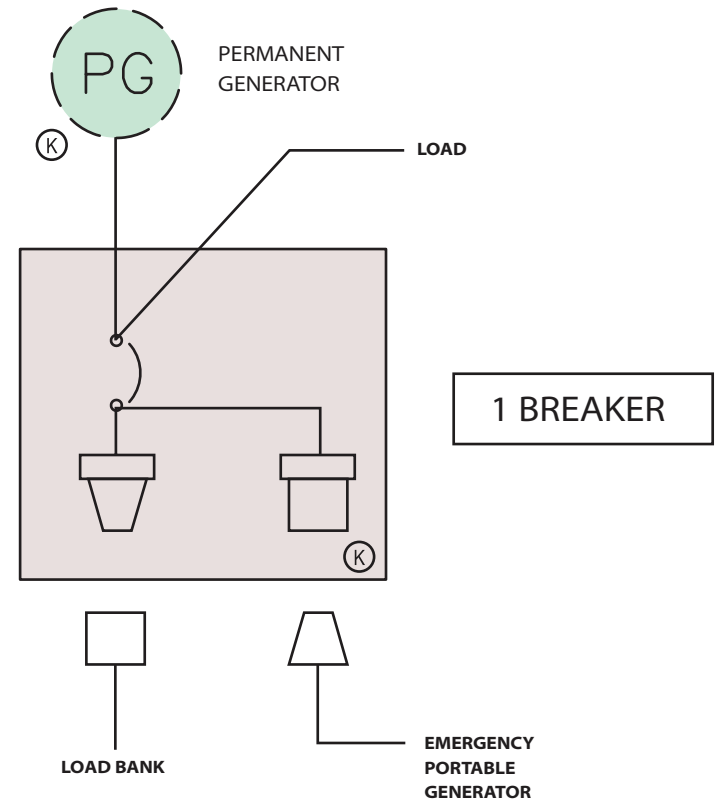 PG
PERMANENT
GENERATOR
K
LOAD
1 BREAKER
K
LOAD BANK
EMERGENCY
PORTABLE
GENERATOR